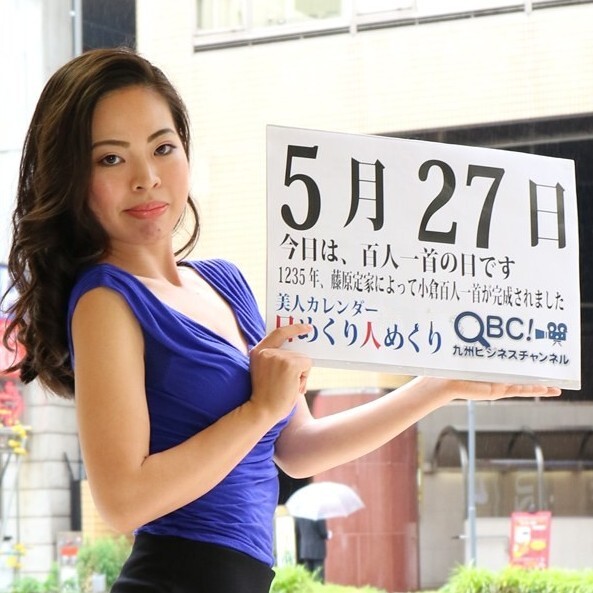 5月27日
今日は、百人一首の日です
1235年、藤原定家によって小倉百人一首が完成されました
美人カレンダー
日めくり人めくり
QBC!
九州ビジネスチャンネル